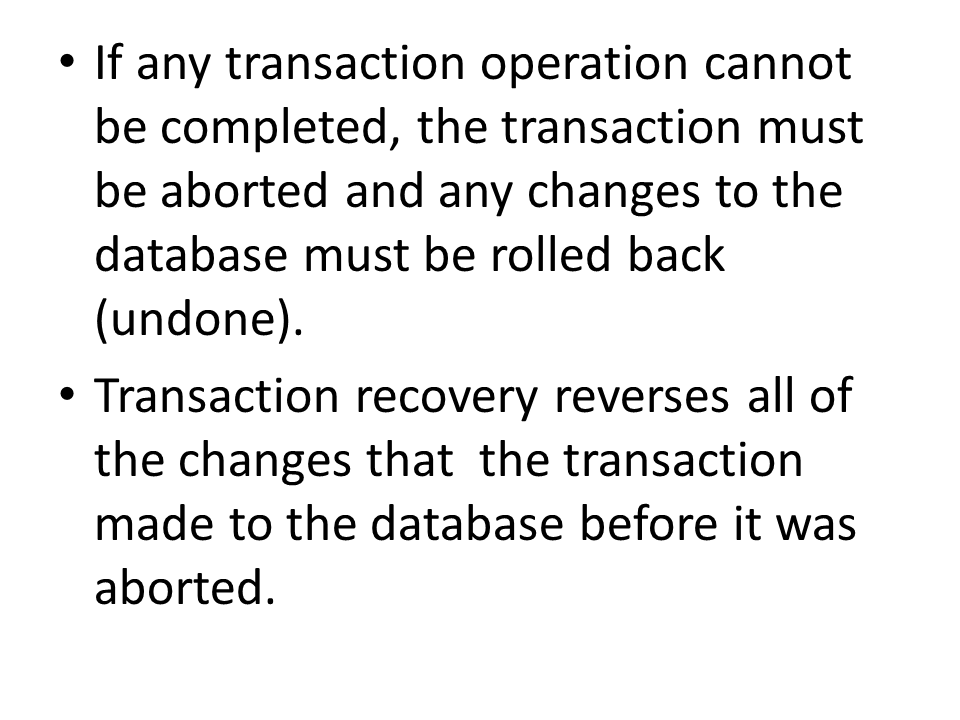 • If any transaction operation cannot
be completed, the transaction must
be aborted and any changes to the
database must be rolled back
(undone).
• Transaction recovery reverses all of
the changes that  the transaction
made to the database before it was
aborted.